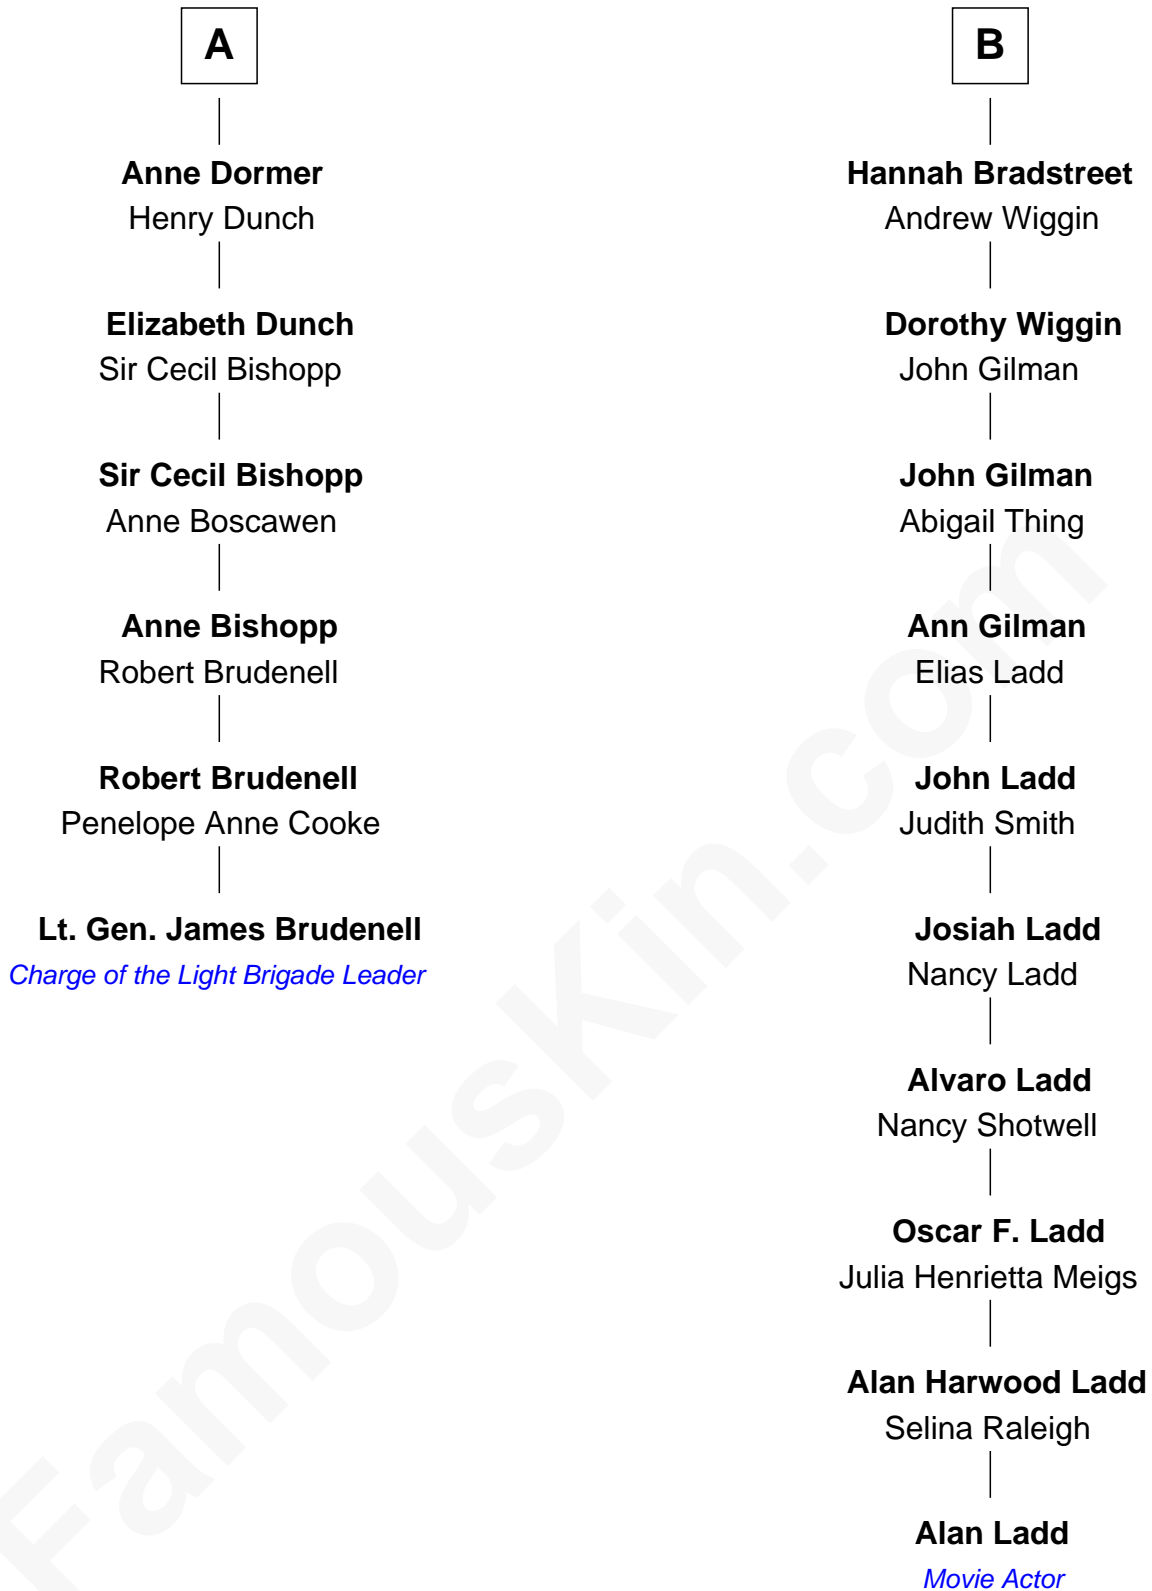 A
Anne Dormer
Henry Dunch
Elizabeth Dunch
Sir Cecil Bishopp
Sir Cecil Bishopp
Anne Boscawen
Anne Bishopp
Robert Brudenell
Robert Brudenell
Penelope Anne Cooke
Lt. Gen. James Brudenell
Charge of the Light Brigade Leader
B
Hannah Bradstreet
Andrew Wiggin
Dorothy Wiggin
John Gilman
John Gilman
Abigail Thing
Ann Gilman
Elias Ladd
John Ladd
Judith Smith
Josiah Ladd
Nancy Ladd
Alvaro Ladd
Nancy Shotwell
Oscar F. Ladd
Julia Henrietta Meigs
Alan Harwood Ladd
Selina Raleigh
Alan Ladd
Movie Actor
FamousKin.com